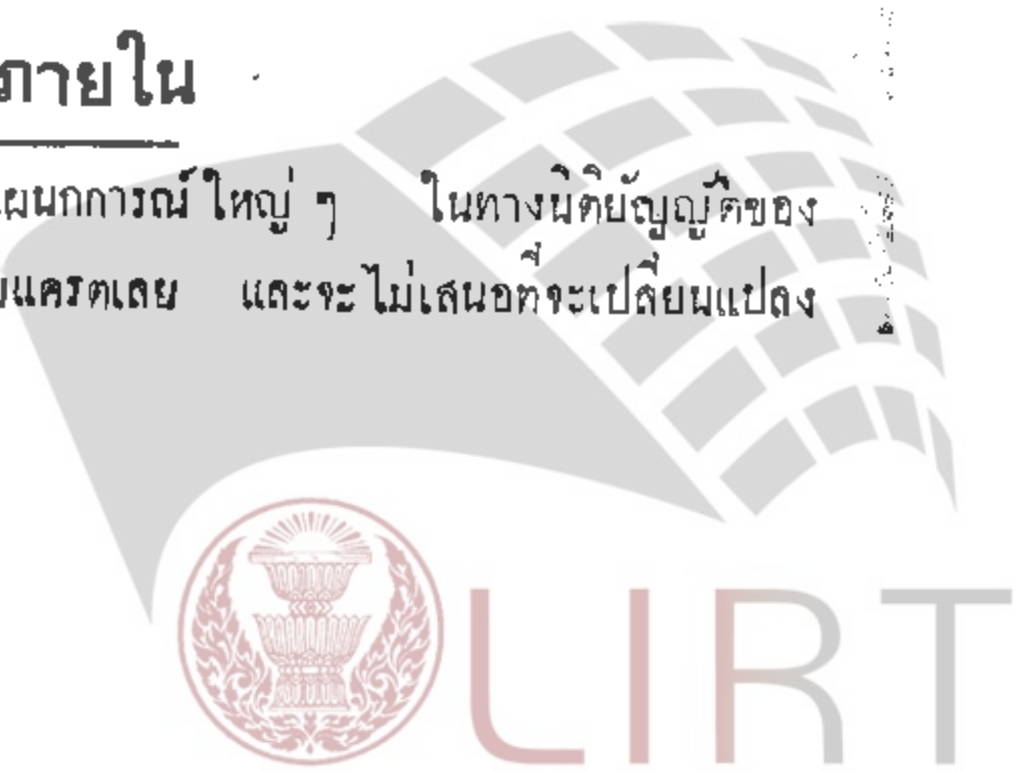 ภายใน
แผนกการณ์ ใหญ่ ๆ ในทางนิติบัญญัติของ
แครตเลย และจะไม่เสนอที่จะเปลี่ยนแปลง
LIRT